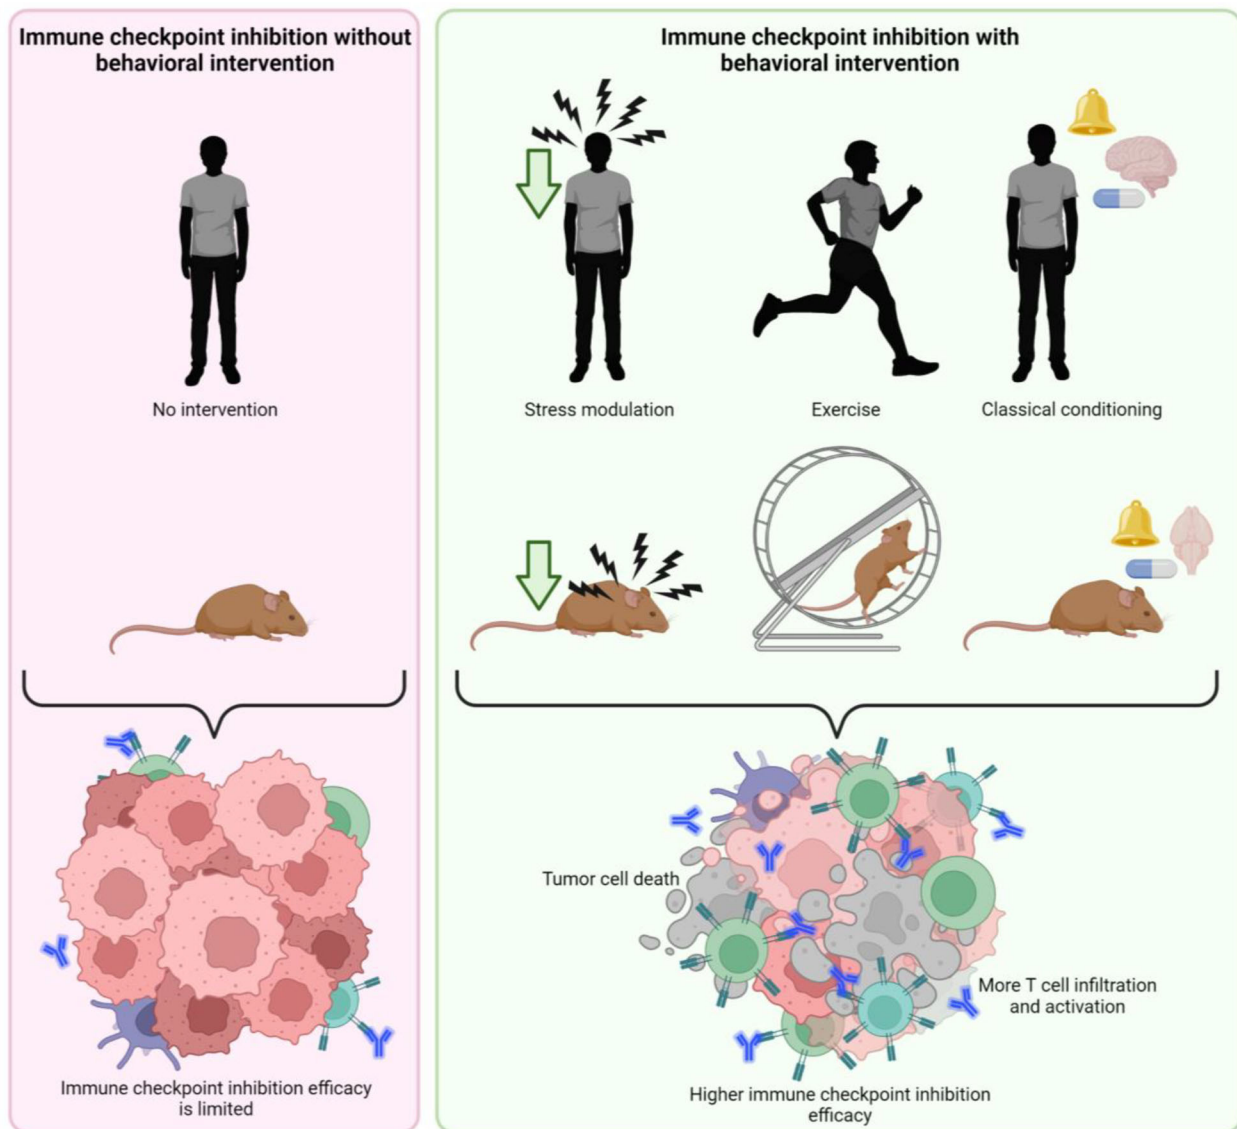 Immune checkpoint inhibition without
behavioral intervention
No intervention
Immune checkpoint inhibition efficacy
is limited
Immune checkpoint inhibition with
behavioral intervention
Stress modulation
Exercise
Classical conditioning
Tumor cell death
More T cell infiltration
and activation
Higher immune checkpoint inhibition
efficacy